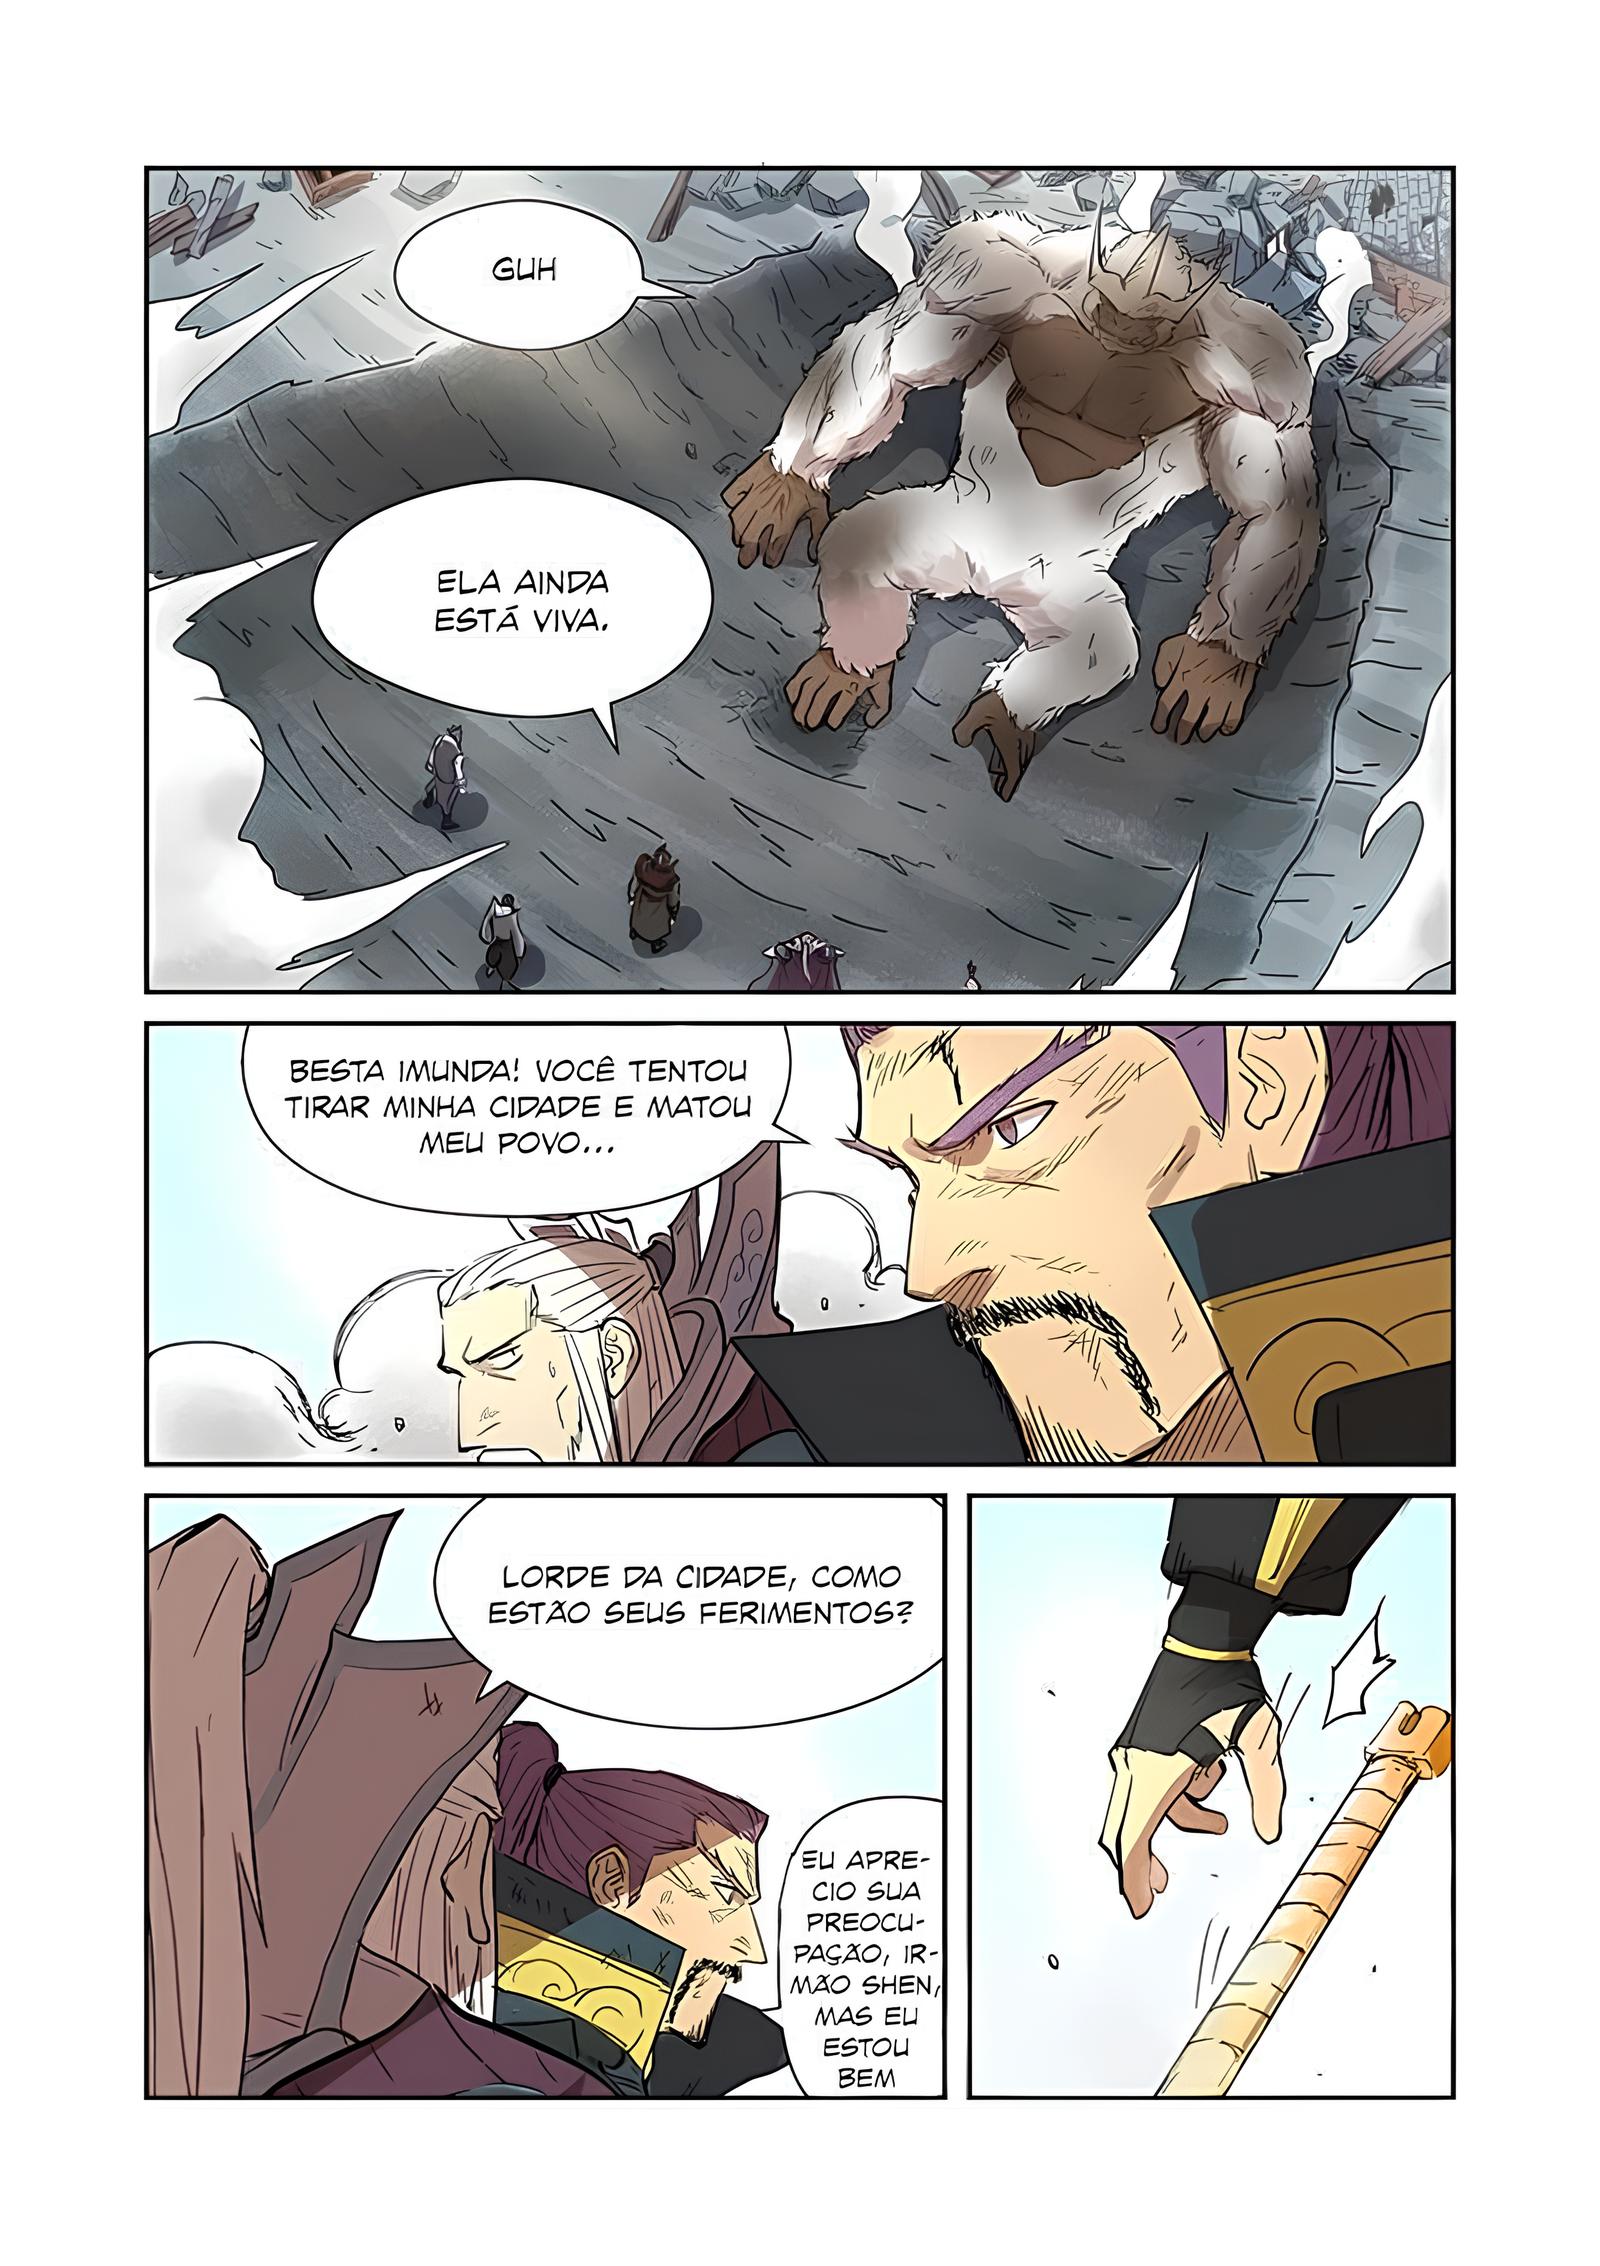 GUH
ELA AINDA
ESTÁ VIVA.
BESTA IMUNDA! VOCÊ TENTOU
TIRAR MINHA CIDADE E MATOU
MEU POVO...
LORDE DA CIDADE, COMO
ESTÃO SEUS FERIMENTOS?
EU APRE-
CIO SUA
PREOCU-
PAÇÃO, IR-
MÃO SHEN,
MAS EU
ESTOU
BEM